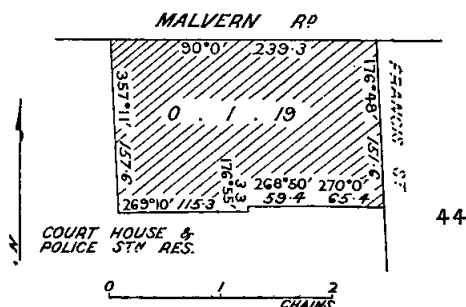 MALVERN RD
90°0' 239·3
357°11' 157·6
176°48' 151·6
FRANCIS ST.
0 . 1 . 19
176°55' 3·3
268°50' 59·4
270°0' 65·4
269°10' 115·3
44
N.
COURT HOUSE &
POLICE STN RES.
0 1 2
CHAINS